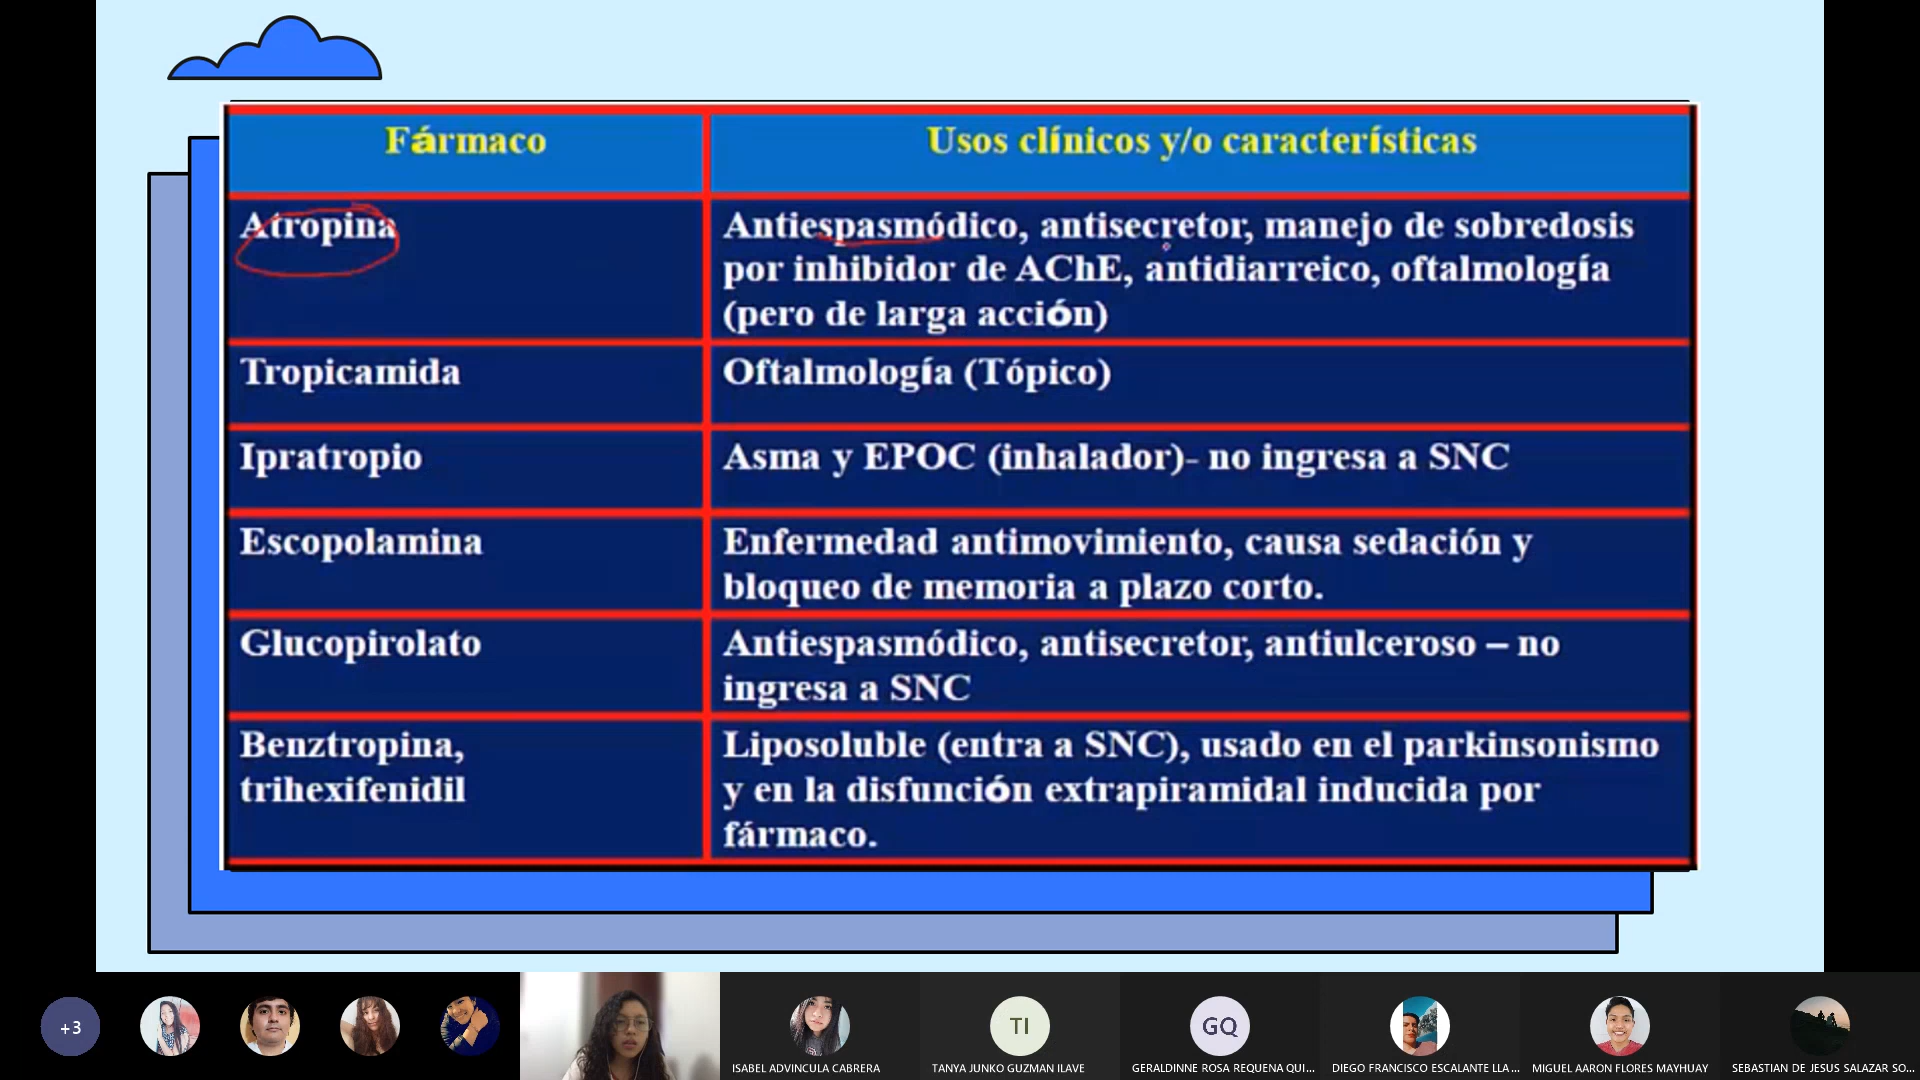 Fármaco
Usos clínicos y/o características
Atropina
Antiespasmódico, antisecretor, manejo de sobredosis
por inhibidor de AChE, antidiarreico, oftalmología
(pero de larga acción)
Tropicamida
Oftalmología (Tópico)
Ipratropio
Asma y EPOC (inhalador)- no ingresa a SNC
Escopolamina
Enfermedad antimovimiento, causa sedación y
bloqueo de memoria a plazo corto.
Glucopirolato
Antiespasmódico, antisecretor, antiulceroso – no
ingresa a SNC
Benztropina,
trihexifenidil
Liposoluble (entra a SNC), usado en el parkinsonismo
y en la disfunción extrapiramidal inducida por
fármaco.
+3
TI
GQ
ISABEL ADVINCULA CABRERA
TANYA JUNKO GUZMAN ILAVE
GERALDINNE ROSA REQUENA QUI...
DIEGO FRANCISCO ESCALANTE LLA...
MIGUEL AARON FLORES MAYHUAY
SEBASTIAN DE JESUS SALAZAR SO...